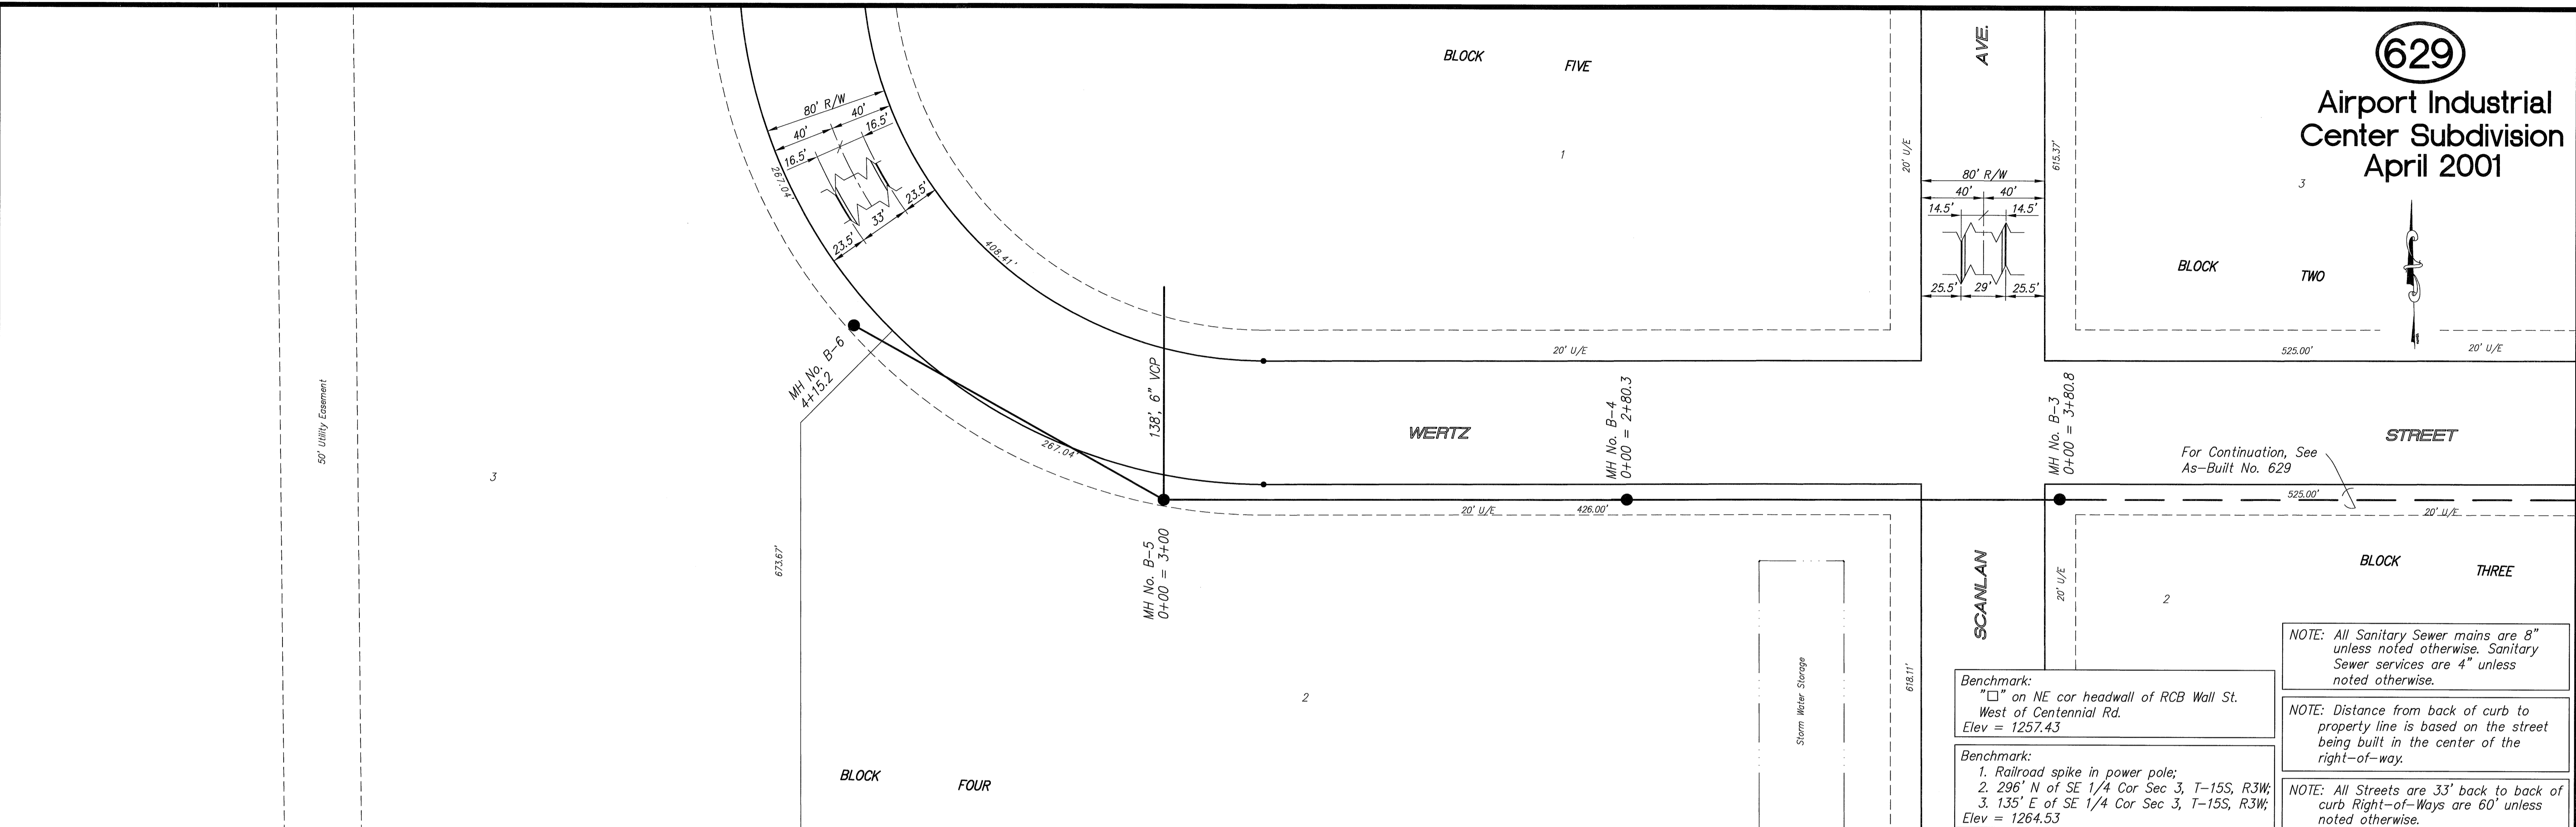 629
Airport Industrial
Center Subdivision
April 2001
BLOCK FIVE
1
AVE.
20' U/E
615.37'
3
80' R/W
40' 40'
16.5'
16.5'
267.04'
23.5'
33'
23.5'
408.41'
80' R/W
40' 40'
14.5' 14.5'
25.5' 29' 25.5'
BLOCK TWO
20' U/E
525.00'
20' U/E
MH No. B-6
4+15.2
138', 6" VCP
MH No. B-4
0+00 = 2+80.3
MH No. B-3
0+00 = 3+80.8
WERTZ
STREET
For Continuation, See
As-Built No. 629
50' Utility Easement
3
267.04'
525.00'
20' U/E
20' U/E
426.00'
673.67'
MH No. B-5
0+00 = 3+00
SCANLAN
20' U/E
BLOCK THREE
2
618.11'
Storm Water Storage
2
BLOCK FOUR
NOTE: All Sanitary Sewer mains are 8"
unless noted otherwise. Sanitary
Sewer services are 4" unless
noted otherwise.
Benchmark:
"□" on NE cor headwall of RCB Wall St.
West of Centennial Rd.
Elev = 1257.43
NOTE: Distance from back of curb to
property line is based on the street
being built in the center of the
right-of-way.
Benchmark:
1. Railroad spike in power pole;
2. 296' N of SE 1/4 Cor Sec 3, T-15S, R3W;
3. 135' E of SE 1/4 Cor Sec 3, T-15S, R3W;
Elev = 1264.53
NOTE: All Streets are 33' back to back of
curb Right-of-Ways are 60' unless
noted otherwise.